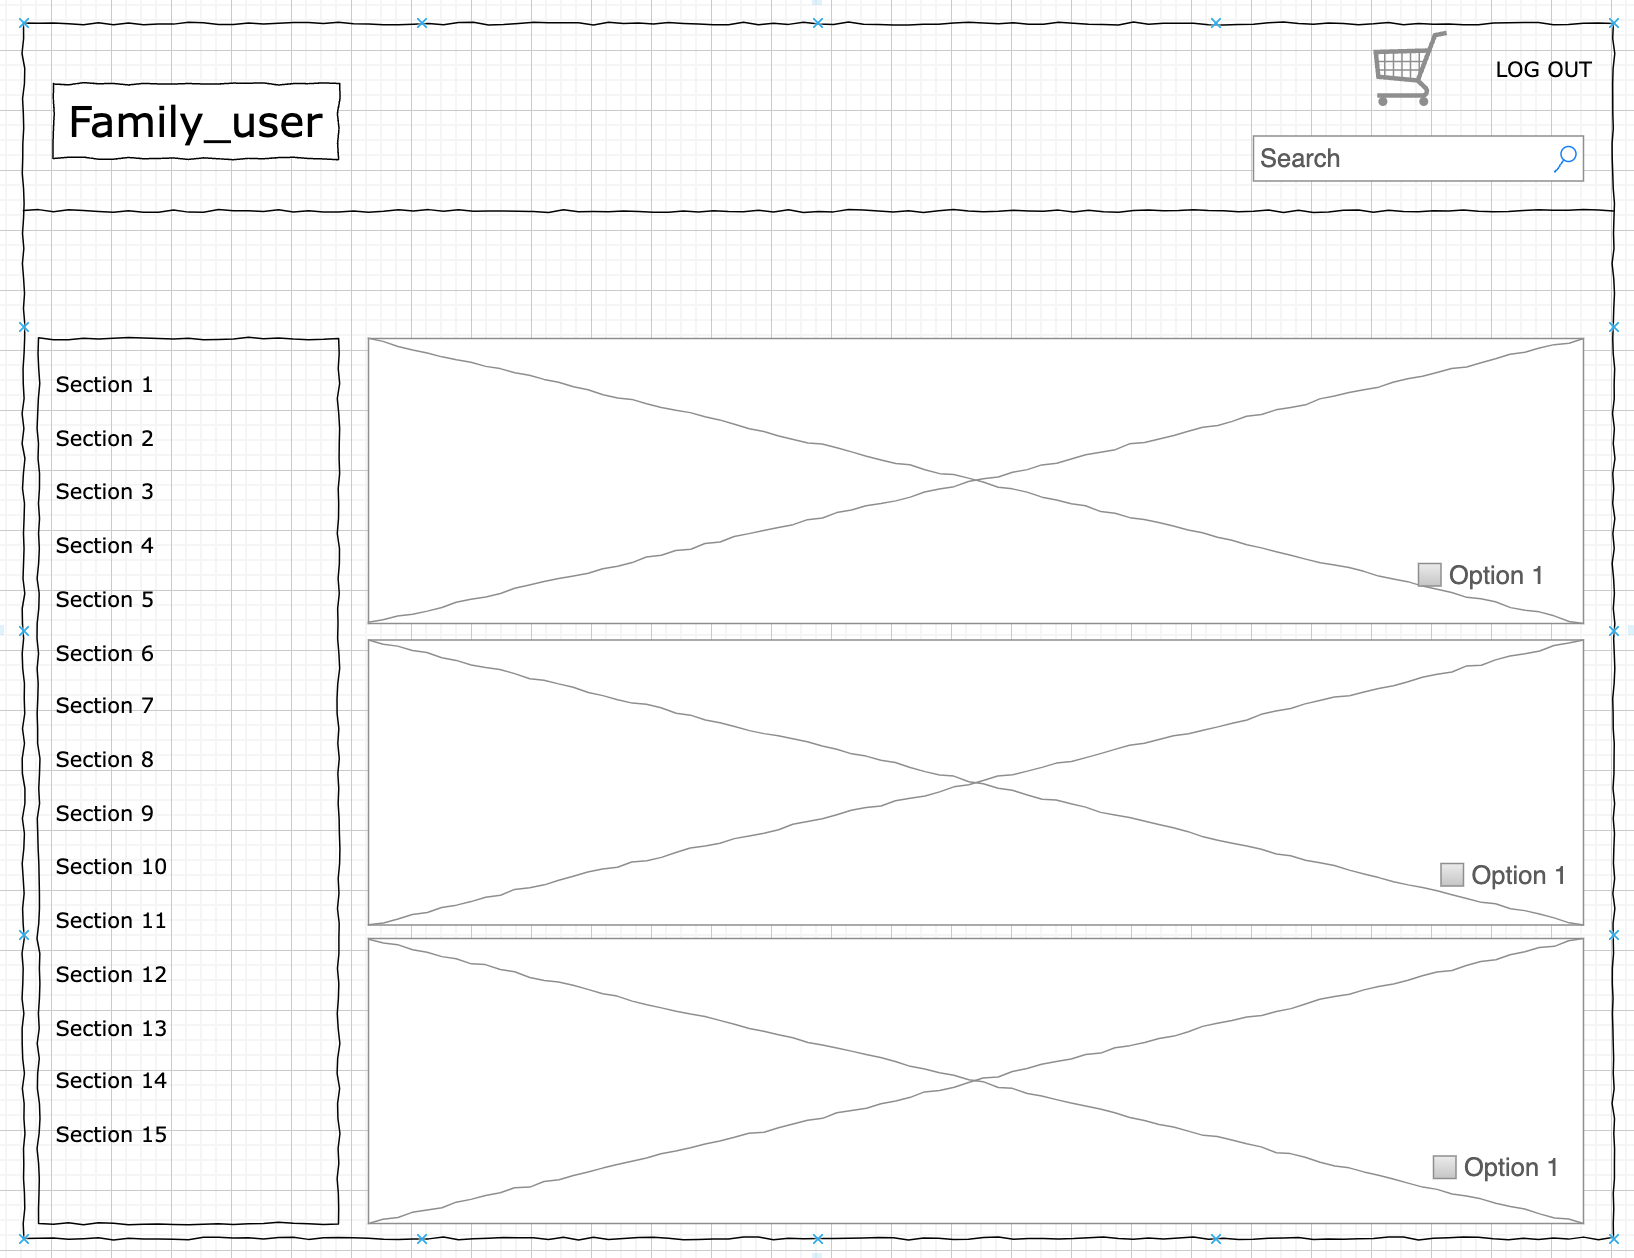 LOG OUT
Family_user
Search
Section 1
Section 2
Section 3
Section 4
Section 5
Section 6
Section 7
Section 8
Section 9
Section 10
Section 11
Section 12
Section 13
Section 14
Section 15
Option 1
Option 1
Option 1